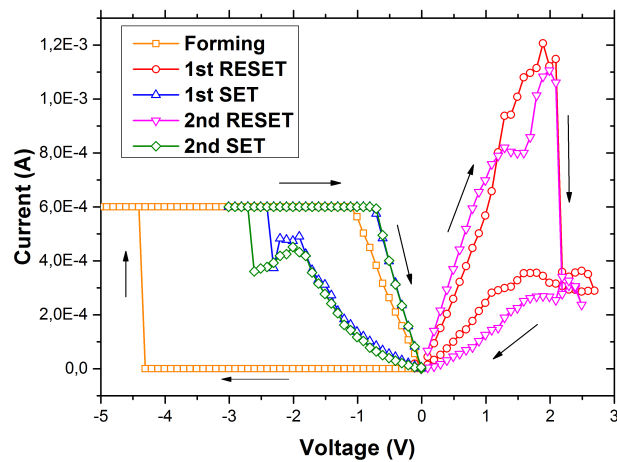 1,2E-3
1,0E-3
8,0E-4
6,0E-4
4,0E-4
2,0E-4
0,0
Current (A)
Forming
1st RESET
1st SET
2nd RESET
2nd SET
-5 -4 -3 -2 -1 0 1 2 3
Voltage (V)